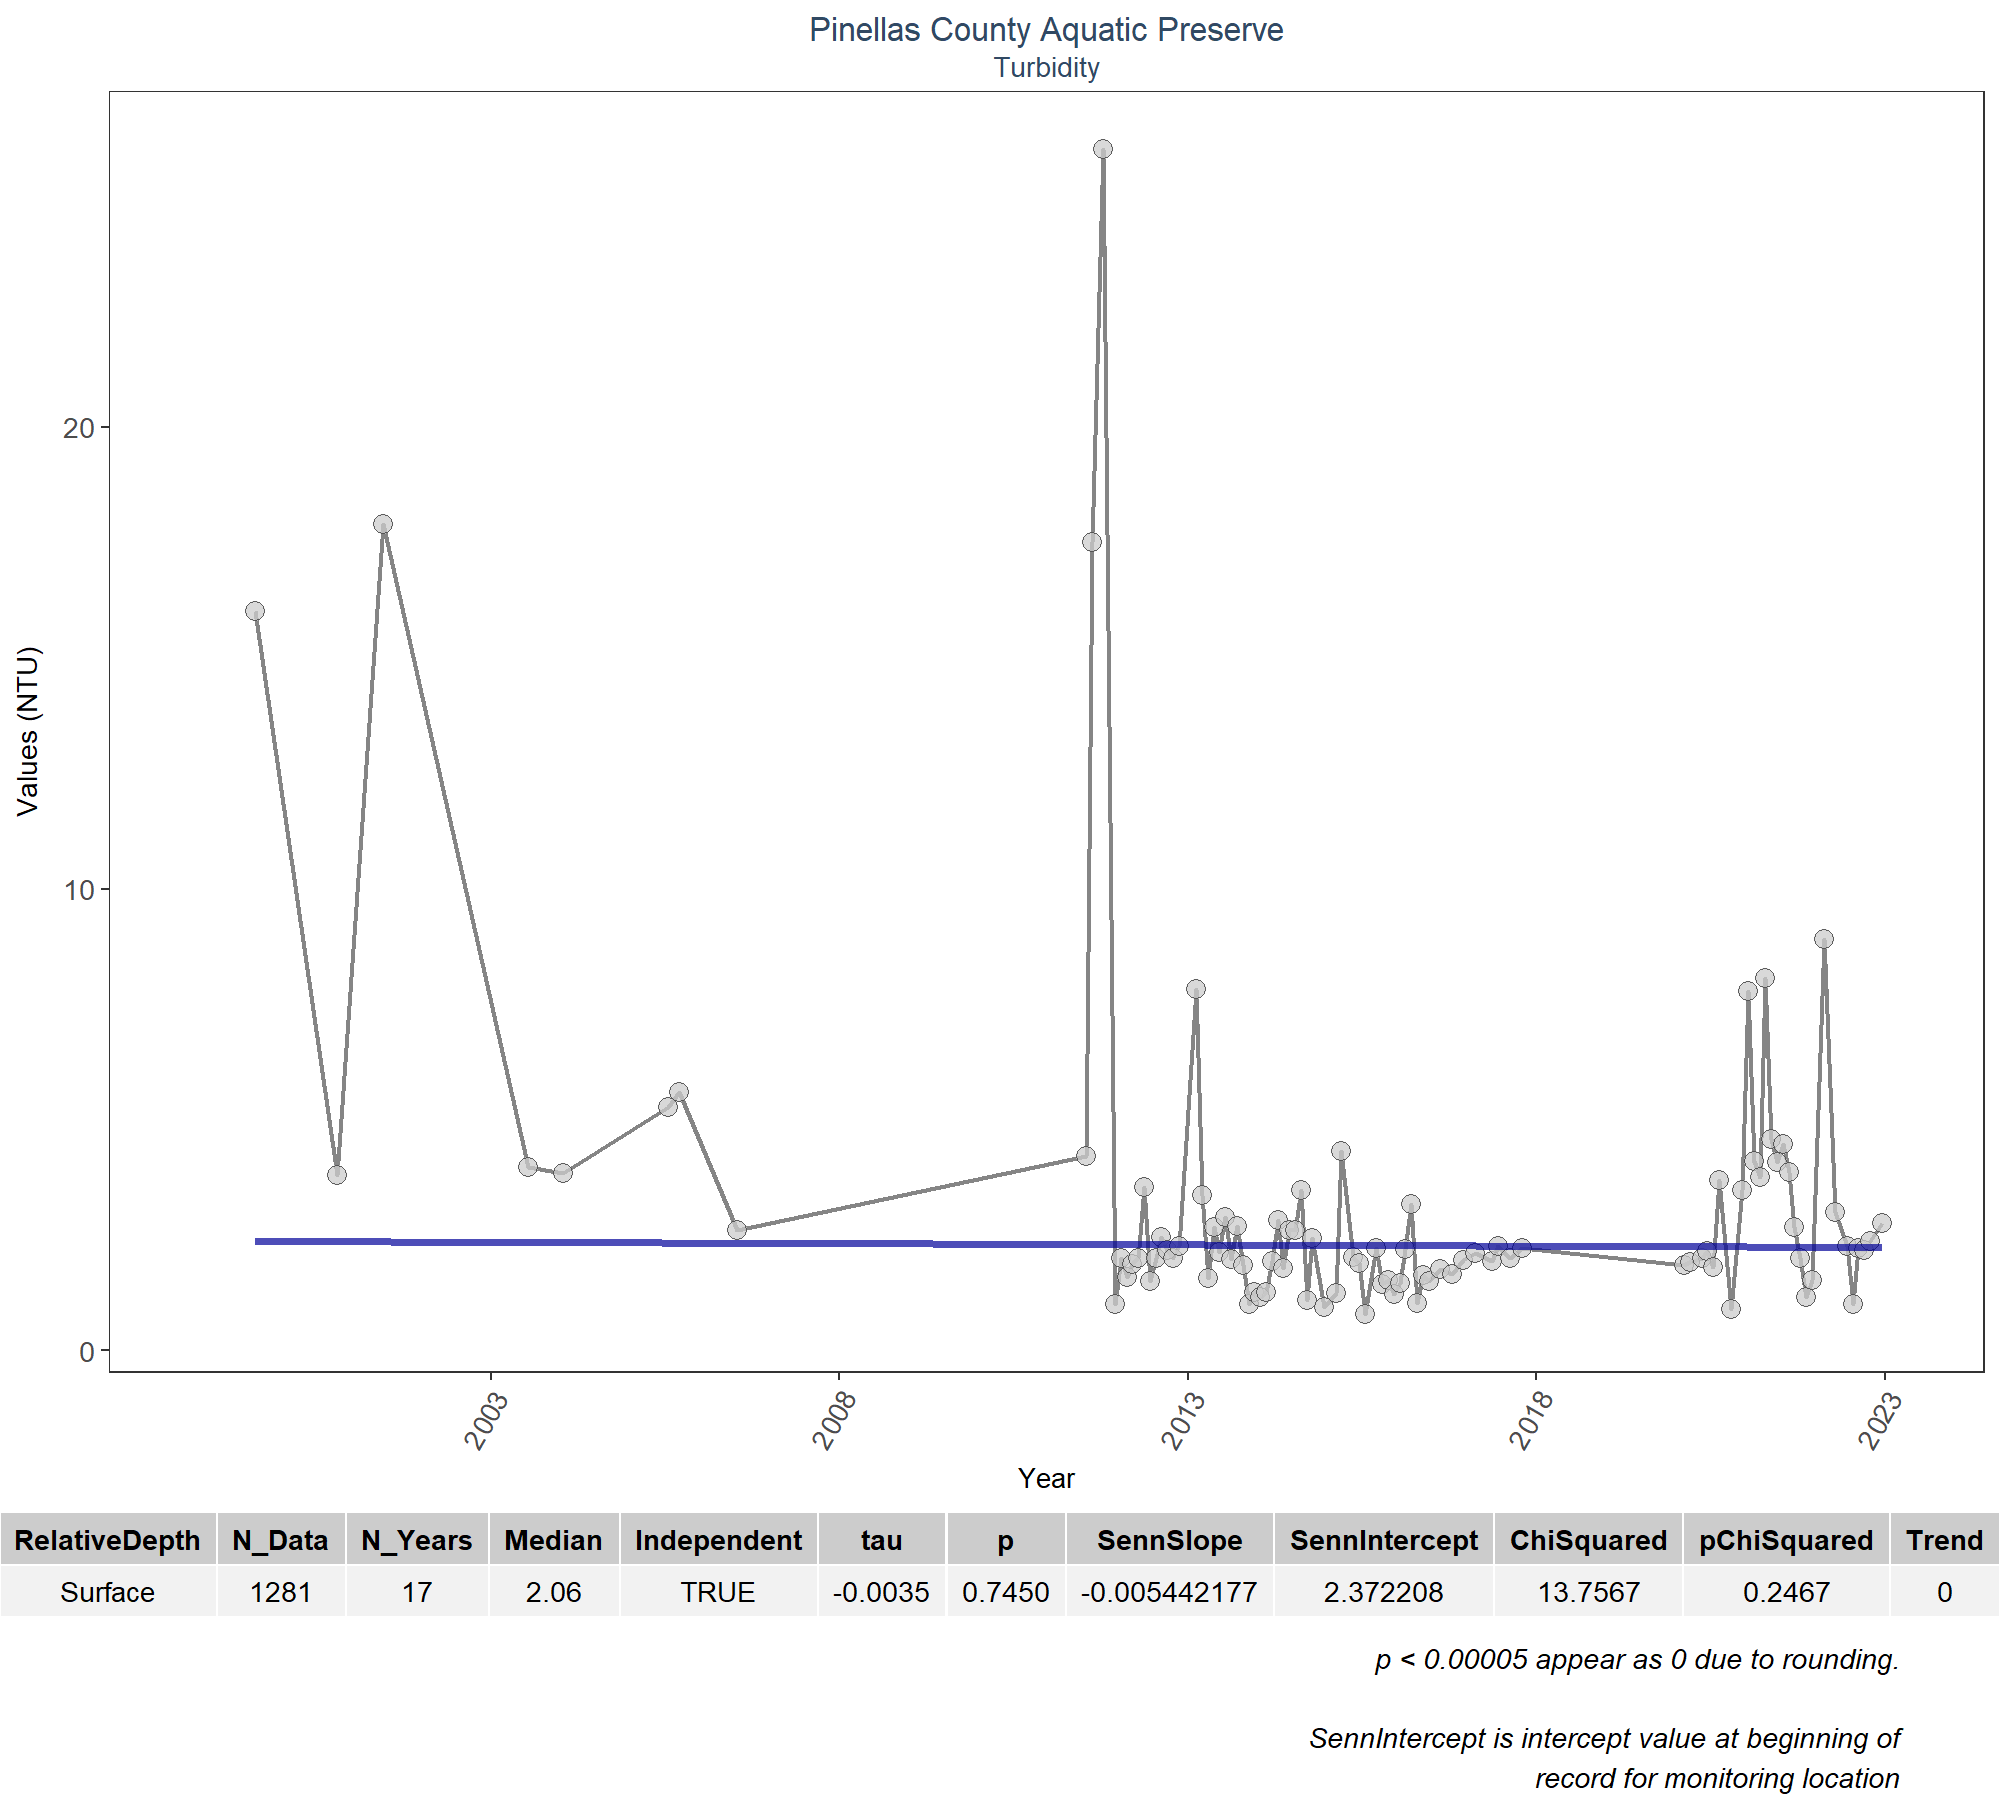 Pinellas County Aquatic Preserve
Turbidity
Values (NTU)
20
10
0
2003
2008
2013
2018
2023
Year
RelativeDepth N_Data N_Years Median Independent tau p SennSlope SennIntercept ChiSquared pChiSquared Trend
Surface 1281 17 2.06 TRUE -0.0035 0.7450 -0.005442177 2.372208 13.7567 0.2467 0
p < 0.00005 appear as 0 due to rounding.
SennIntercept is intercept value at beginning of
record for monitoring location